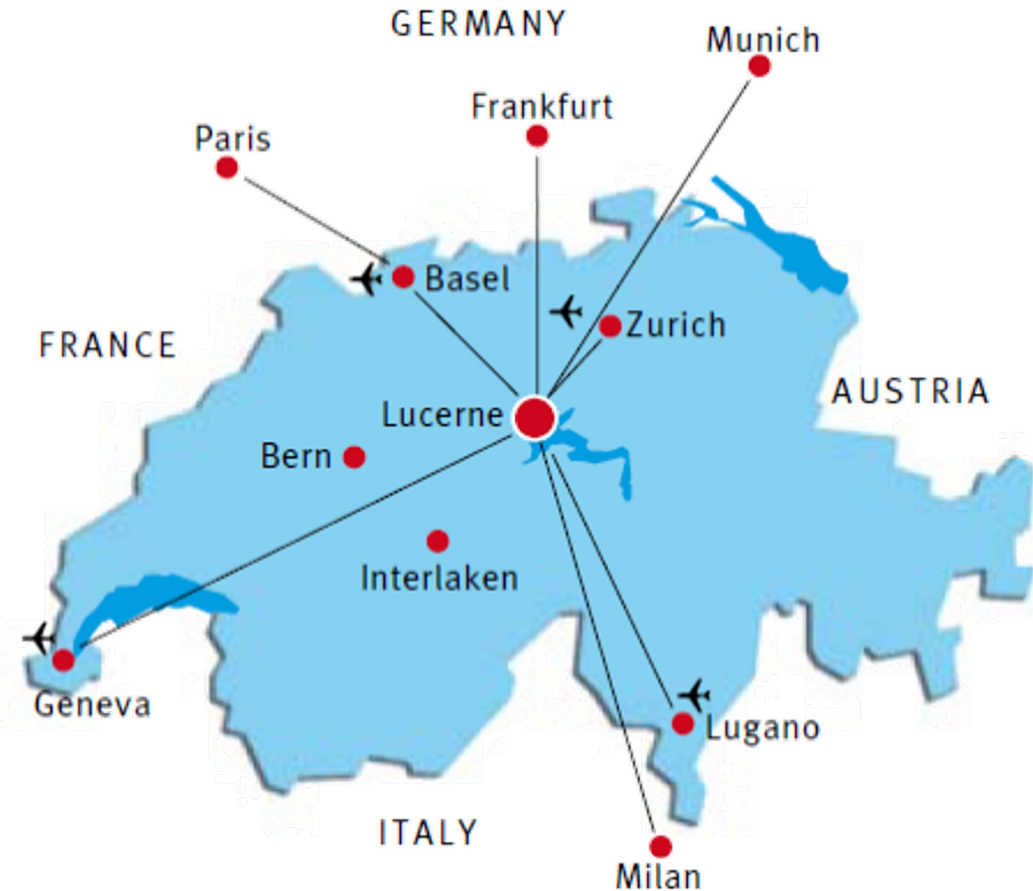 GERMANY
Munich
Frankfurt
Paris
Basel
Zurich
FRANCE
AUSTRIA
Lucerne
Bern
Interlaken
Geneva
Lugano
ITALY
Milan